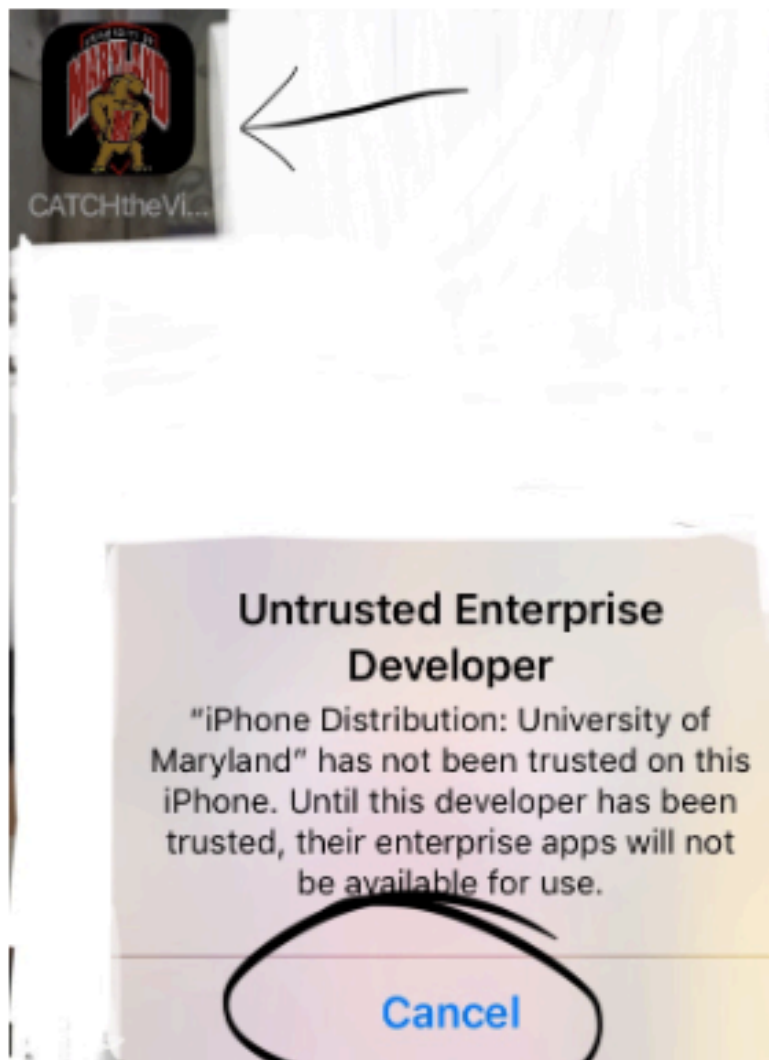 MARYLAND
CATCHtheVi...
Untrusted Enterprise
Developer
"iPhone Distribution: University of
Maryland" has not been trusted on this
iPhone. Until this developer has been
trusted, their enterprise apps will not
be available for use.
Cancel